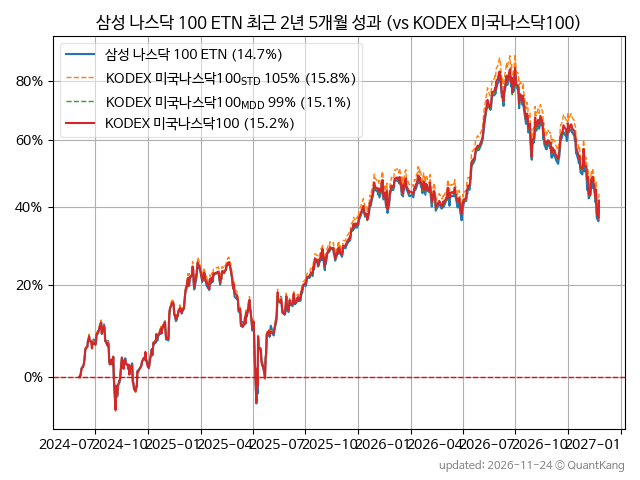 삼성 나스닥 100 ETN 최근 2년 5개월 성과 (vs KODEX 미국나스닥100)
삼성 나스닥 100 ETN (14.7%)
KODEX 미국나스닥100STD 105% (15.8%)
KODEX 미국나스닥100MDD 99% (15.1%)
KODEX 미국나스닥100 (15.2%)
80%
60%
40%
20%
0%
2024-07 2024-10 2025-01 2025-04 2025-07 2025-10 2026-01 2026-04 2026-07 2026-10 2027-01
updated: 2026-11-24 © QuantKang